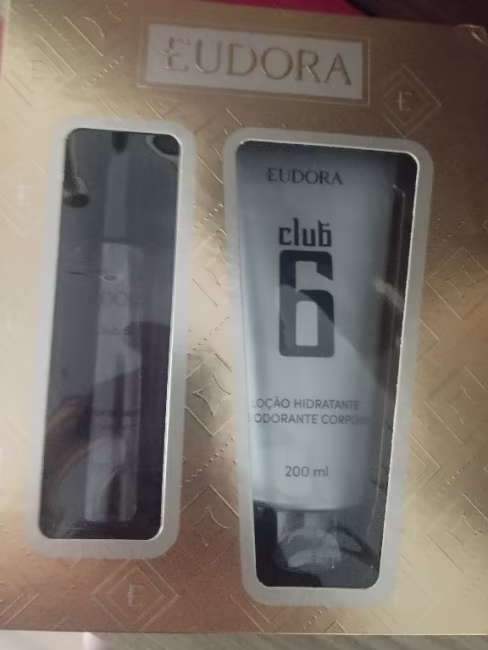 EUDORA
EUDORA
club
6
LOÇÃO HIDRATANTE
DESODORANTE CORPORAL
200 ml
E
E